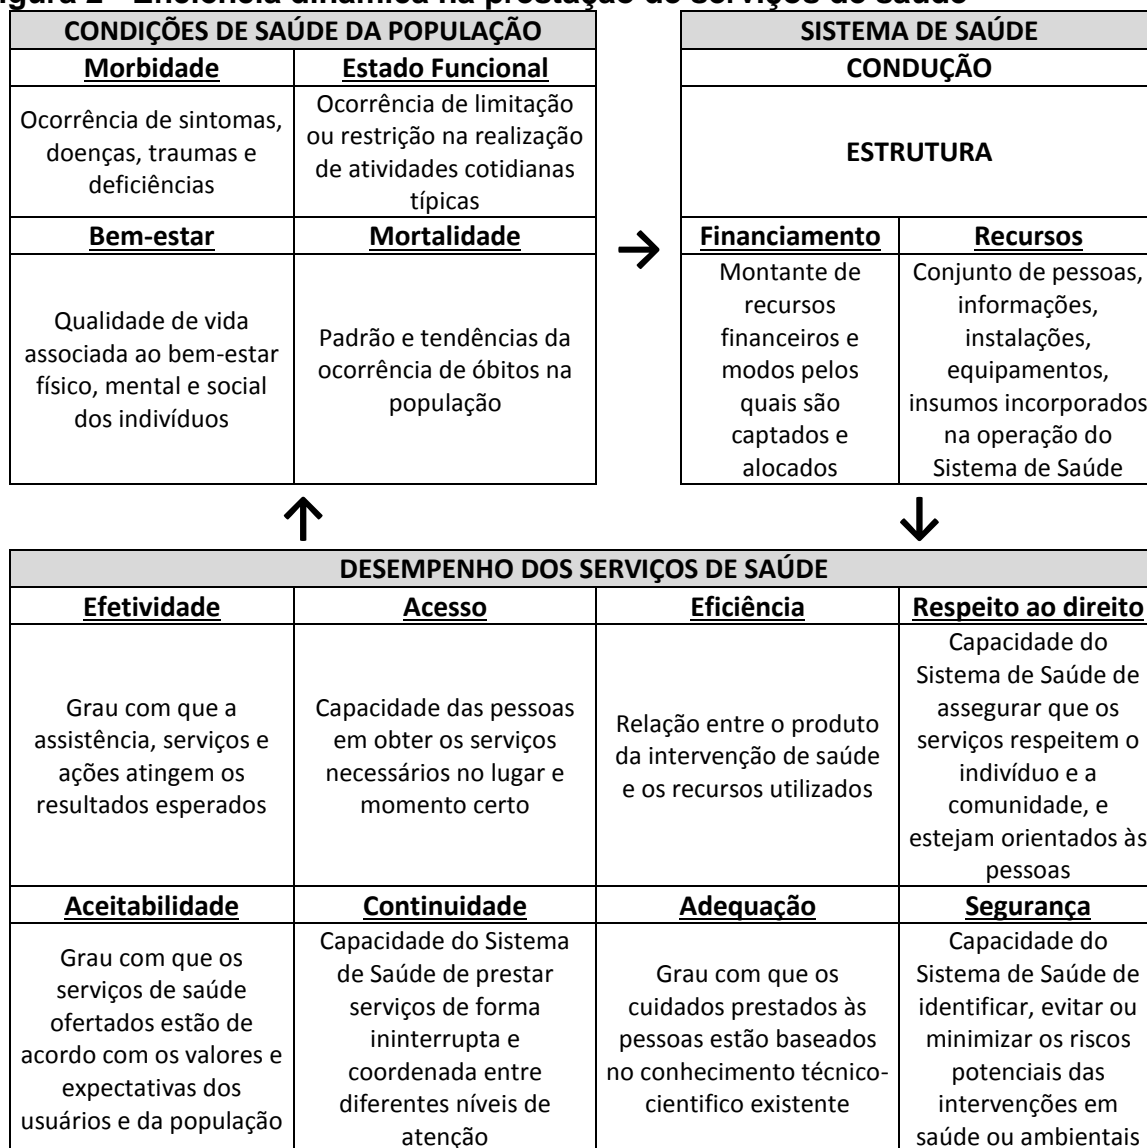 Figura 2 - Eficiência dinâmica na prestação de serviços de saúde
CONDIÇÕES DE SAÚDE DA POPULAÇÃO
Morbidade
Estado Funcional
Ocorrência de sintomas,
doenças, traumas e
deficiências
Ocorrência de limitação
ou restrição na realização
de atividades cotidianas
típicas
Bem-estar
Mortalidade
Qualidade de vida
associada ao bem-estar
físico, mental e social
dos indivíduos
Padrão e tendências da
ocorrência de óbitos na
população
→
SISTEMA DE SAÚDE
CONDUÇÃO
ESTRUTURA
Financiamento
Recursos
Montante de
recursos
financeiros e
modos pelos
quais são
captados e
alocados
Conjunto de pessoas,
informações,
instalações,
equipamentos,
insumos incorporados
na operação do
Sistema de Saúde
↑
↓
DESEMPENHO DOS SERVIÇOS DE SAÚDE
Efetividade
Acesso
Eficiência
Respeito ao direito
Grau com que a
assistência, serviços e
ações atingem os
resultados esperados
Capacidade das pessoas
em obter os serviços
necessários no lugar e
momento certo
Relação entre o produto
da intervenção de saúde
e os recursos utilizados
Capacidade do
Sistema de Saúde de
assegurar que os
serviços respeitem o
indivíduo e a
comunidade, e
estejam orientados às
pessoas
Aceitabilidade
Continuidade
Adequação
Segurança
Grau com que os
serviços de saúde
ofertados estão de
acordo com os valores e
expectativas dos
usuários e da população
Capacidade do Sistema
de Saúde de prestar
serviços de forma
ininterrupta e
coordenada entre
diferentes níveis de
atenção
Grau com que os
cuidados prestados às
pessoas estão baseados
no conhecimento técnico-
cientifico existente
Capacidade do
Sistema de Saúde de
identificar, evitar ou
minimizar os riscos
potenciais das
intervenções em
saúde ou ambientais